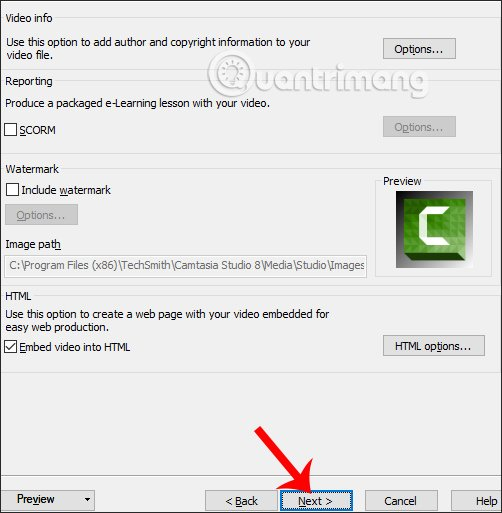 Video info
Use this option to add author and copyright information to your
video file.
Options...
Quantrimang
Reporting
Produce a packaged e-Learning lesson with your video.
SCORM
Options...
Watermark
Include watermark
Options...
Preview
Image path
C:\Program Files (x86)\TechSmith\Camtasia Studio 8\Media\Studio\Images
HTML
Use this option to create a web page with your video embedded for
easy web production.
Embed video into HTML
HTML options...
Preview
< Back
Next >
Cancel
Help